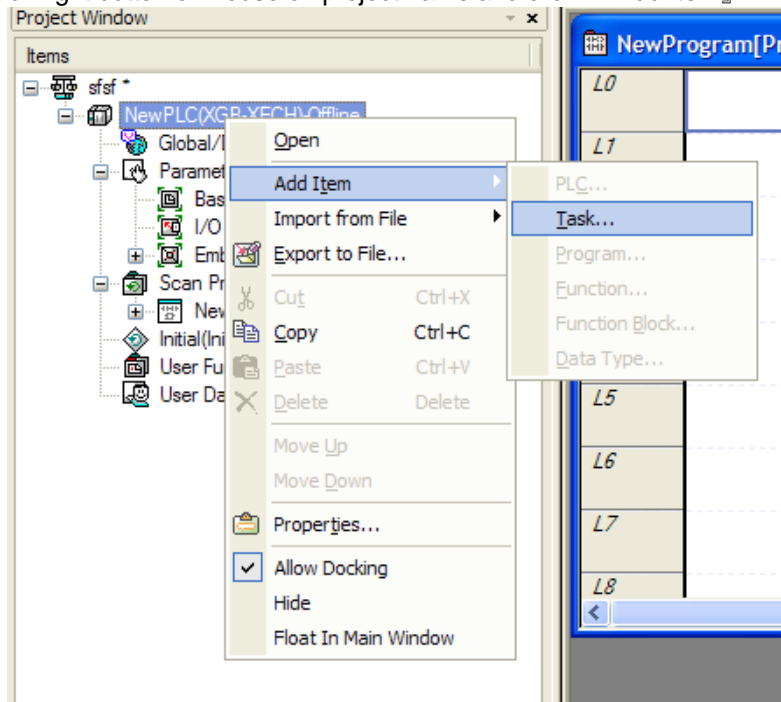 Project Window
Items
sfsf *
NewPLC(XGB-XECH)-Offline
Global/
Paramet
Bas
I/O
Emb
Scan Pr
New
Initial(Ini
User Fu
User Da
Open
Add Item
Import from File
Export to File...
Cut Ctrl+X
Copy Ctrl+C
Paste Ctrl+V
Delete Delete
Move Up
Move Down
Properties...
Allow Docking
Hide
Float In Main Window
PLC...
Task...
Program...
Function...
Function Block...
Data Type...
NewProgram[Pr
L0
L1
L5
L6
L7
L8